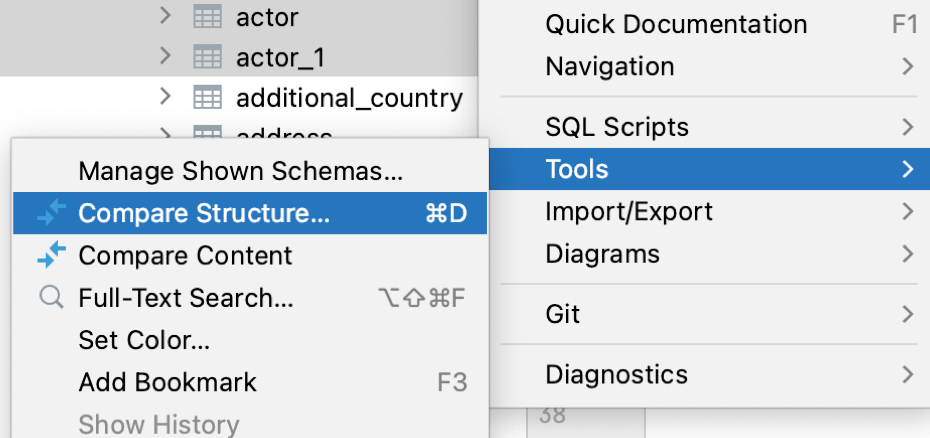 actor
actor_1
additional_country
address
Manage Shown Schemas...
Compare Structure... ⌘D
Compare Content
Full-Text Search... ⌥⇧⌘F
Set Color...
Add Bookmark F3
Show History
Quick Documentation F1
Navigation
SQL Scripts
Tools
Import/Export
Diagrams
Git
Diagnostics
38